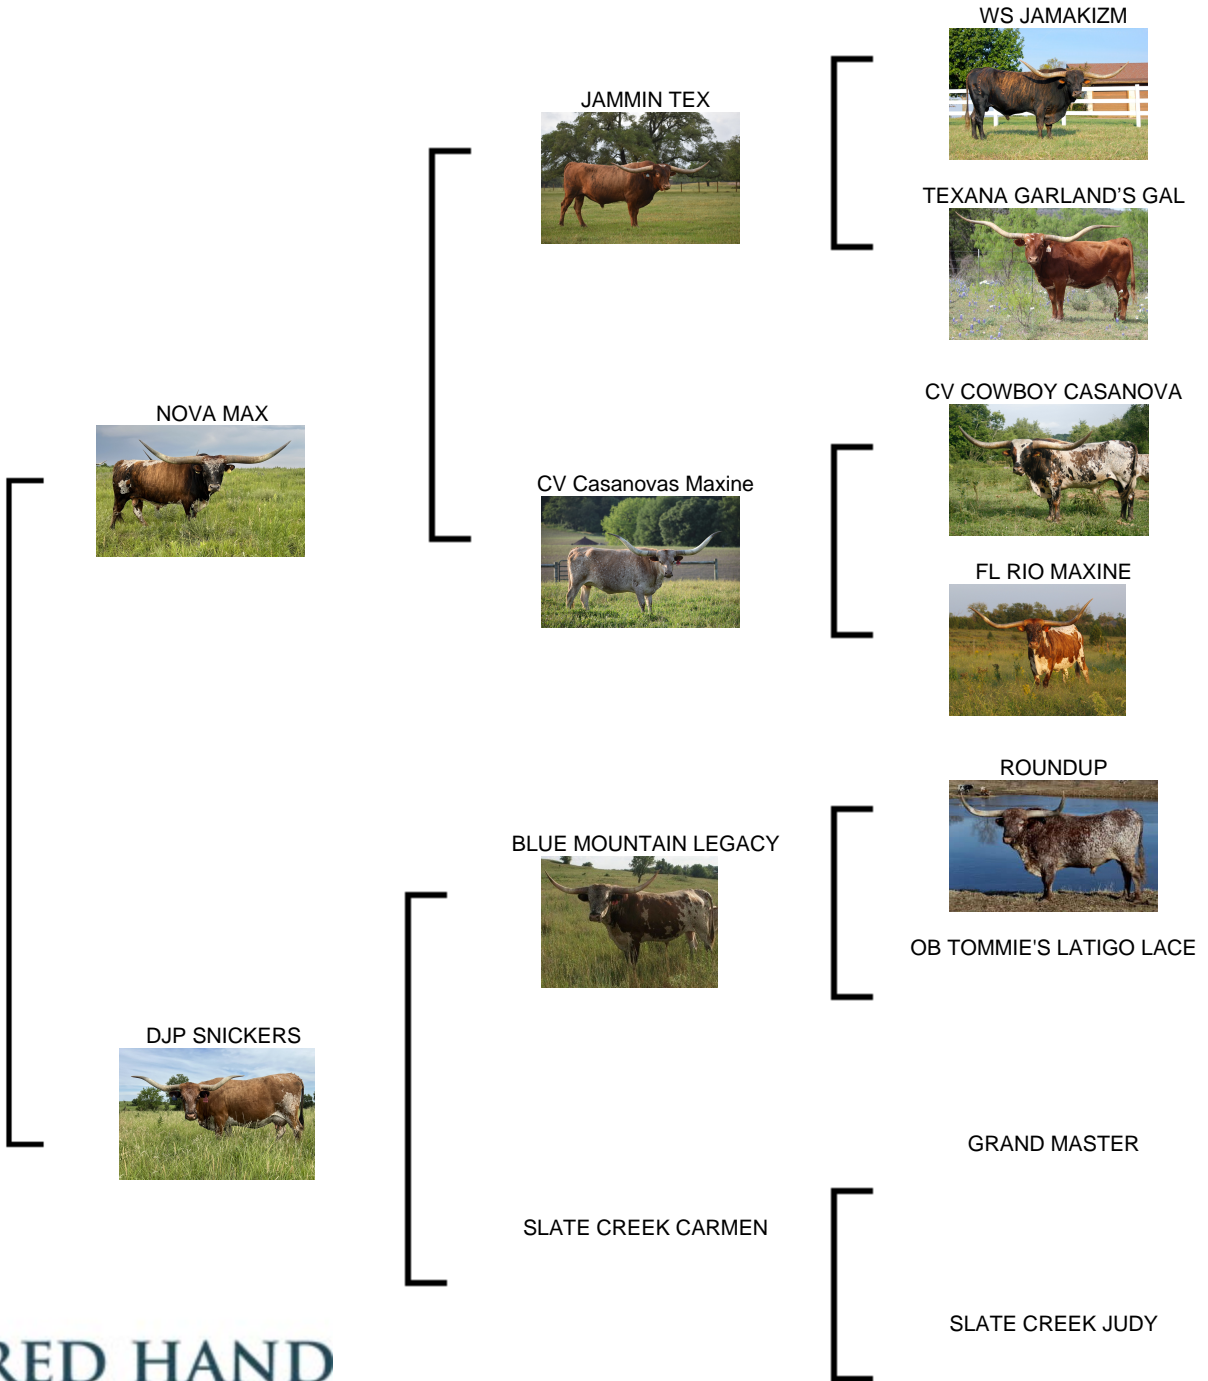 WS JAMAKIZM
JAMMIN TEX
TEXANA GARLAND'S GAL
CV COWBOY CASANOVA
NOVA MAX
CV Casanovas Maxine
FL RIO MAXINE
ROUNDUP
BLUE MOUNTAIN LEGACY
OB TOMMIE'S LATIGO LACE
DJP SNICKERS
GRAND MASTER
SLATE CREEK CARMEN
SLATE CREEK JUDY
RED HAND